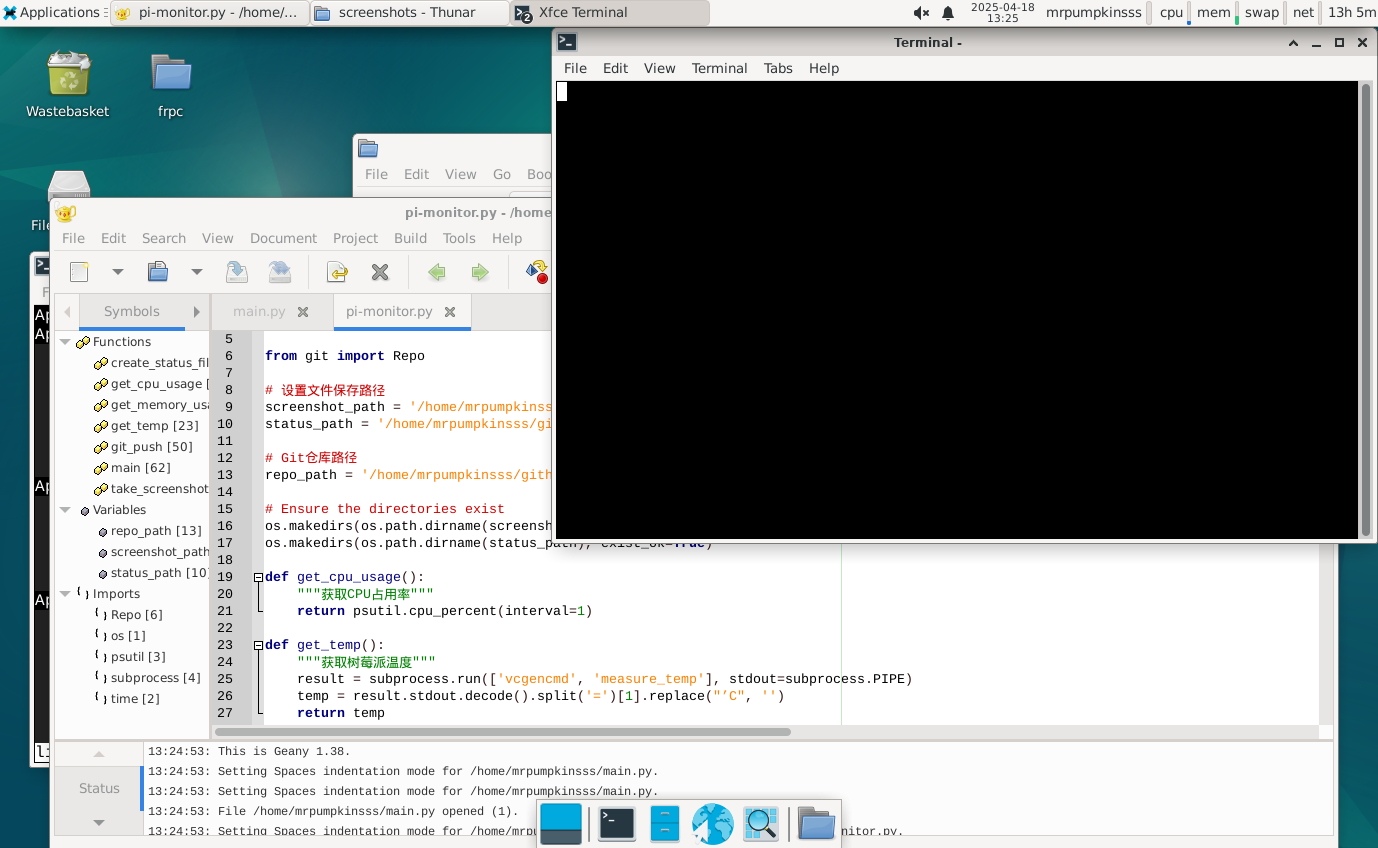 Applications
pi-monitor.py - /home/...
screenshots - Thunar
2
Xfce Terminal
2025-04-18
13:25
mrpumpkinsss
cpu
mem
swap
net
13h 5m
Wastebasket
frpc
Terminal -
File Edit View Terminal Tabs Help
File Edit View Go Boo
pi-monitor.py - /home
File Edit Search View Document Project Build Tools Help
Symbols
main.py
pi-monitor.py
Functions
create_status_fil
get_cpu_usage [
get_memory_usa
get_temp [23]
git_push [50]
main [62]
take_screenshot
Variables
repo_path [13]
screenshot_path
status_path [10]
Imports
Repo [6]
os [1]
psutil [3]
subprocess [4]
time [2]
5
6 from git import Repo
7
8 # 设置文件保存路径
9 screenshot_path = '/home/mrpumpkinss
10 status_path = '/home/mrpumpkinsss/gi
11
12 # Git仓库路径
13 repo_path = '/home/mrpumpkinsss/gith
14
15 # Ensure the directories exist
16 os.makedirs(os.path.dirname(screensh
17 os.makedirs(os.path.dirname(status_path), exist_ok=True)
18
19 def get_cpu_usage():
20 """获取CPU占用率"""
21 return psutil.cpu_percent(interval=1)
22
23 def get_temp():
24 """获取树莓派温度"""
25 result = subprocess.run(['vcgencmd', 'measure_temp'], stdout=subprocess.PIPE)
26 temp = result.stdout.decode().split('=')[1].replace("’C", '')
27 return temp
Status
13:24:53: This is Geany 1.38.
13:24:53: Setting Spaces indentation mode for /home/mrpumpkinsss/main.py.
13:24:53: Setting Spaces indentation mode for /home/mrpumpkinsss/main.py.
13:24:53: File /home/mrpumpkinsss/main.py opened (1).
13:24:53: Setting Spaces indentation mode for /home/mrpu
nitor.py.